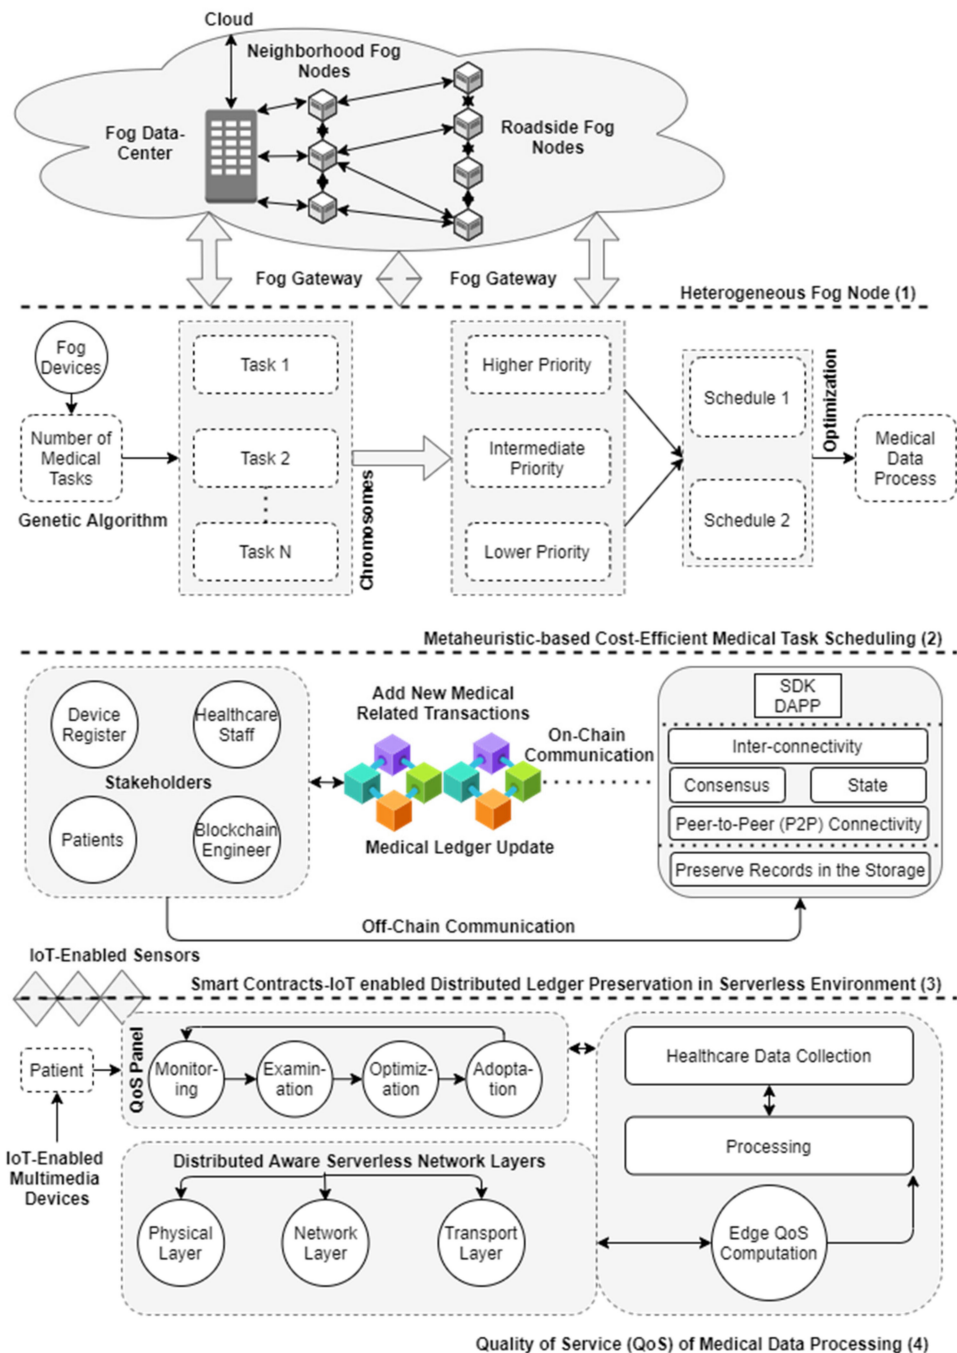 Cloud
Neighborhood Fog
Nodes
Fog Data-
Center
Roadside Fog
Nodes
Fog Gateway
Fog Gateway
Heterogeneous Fog Node (1)
Fog
Devices
Number of
Medical
Tasks
Genetic Algorithm
Task 1
Task 2
Task N
Chromosomes
Higher Priority
Intermediate
Priority
Lower Priority
Schedule 1
Schedule 2
Optimization
Medical
Data
Process
Metaheuristic-based Cost-Efficient Medical Task Scheduling (2)
Device
Register
Healthcare
Staff
Stakeholders
Patients
Blockchain
Engineer
Add New Medical
Related Transactions
Medical Ledger Update
On-Chain
Communication
SDK
DAPP
Inter-connectivity
Consensus
State
Peer-to-Peer (P2P) Connectivity
Preserve Records in the Storage
Off-Chain Communication
IoT-Enabled Sensors
Smart Contracts-IoT enabled Distributed Ledger Preservation in Serverless Environment (3)
Patient
IoT-Enabled
Multimedia
Devices
QoS Panel
Monitor-
ing
Examin-
ation
Optimiz-
ation
Adopta-
tion
Distributed Aware Serverless Network Layers
Physical
Layer
Network
Layer
Transport
Layer
Healthcare Data Collection
Processing
Edge QoS
Computation
Quality of Service (QoS) of Medical Data Processing (4)